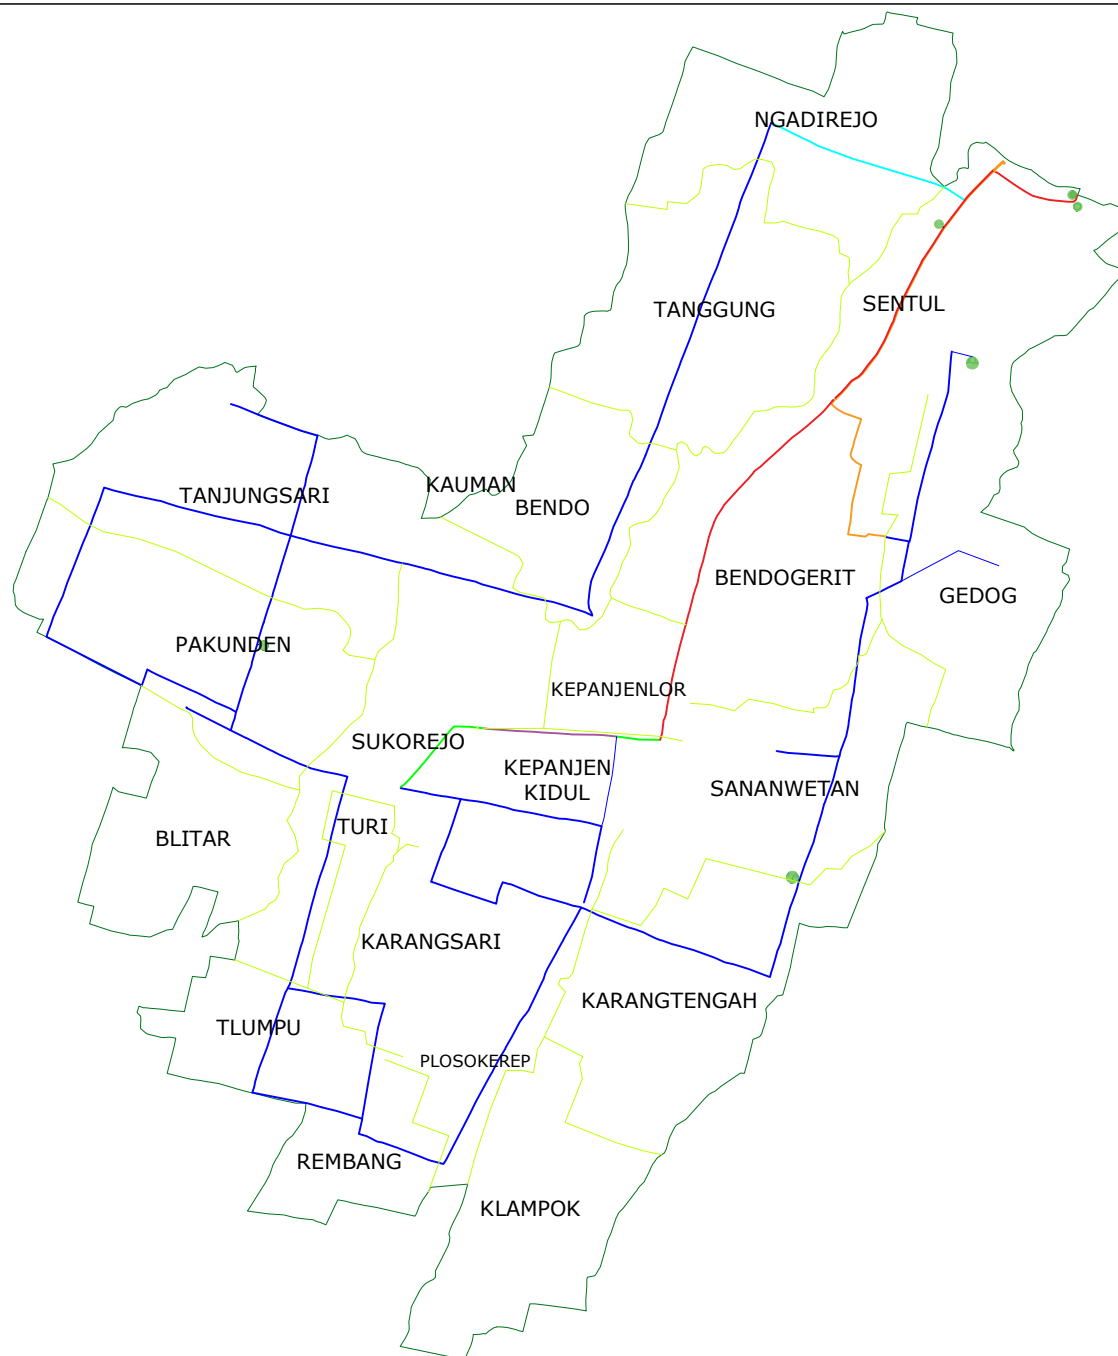 NGADIREJO
TANGGUNG
SENTUL
KAUMAN
TANJUNGSARI
BENDO
BENDOGERIT
GEDOG
PAKUNDEN
KEPANJENLOR
SUKOREJO
KEPANJEN
KIDUL
SANANWETAN
TURI
BLITAR
KARANGSARI
KARANGTENGAH
TLUMPU
PLOSOKEREP
REMBANG
KLAMPOK